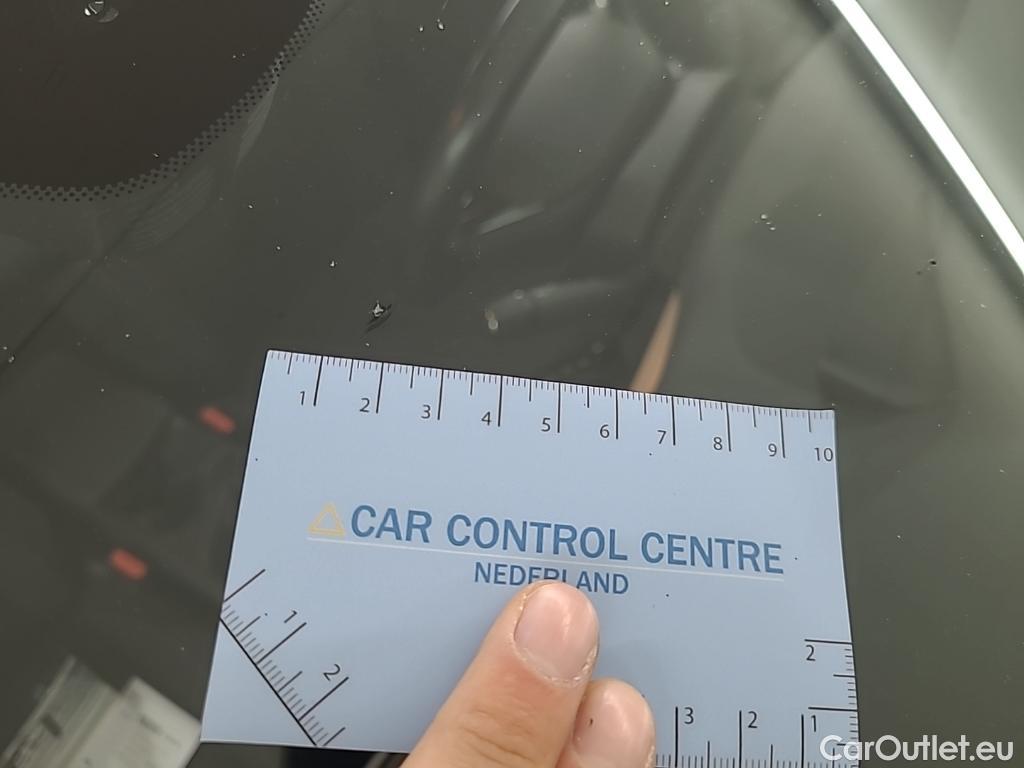 1 2 3 4 5 6 7 8 9 10
CAR CONTROL CENTRE
NEDERLAND
1 2
2
3 2 1
CarOutlet.eu